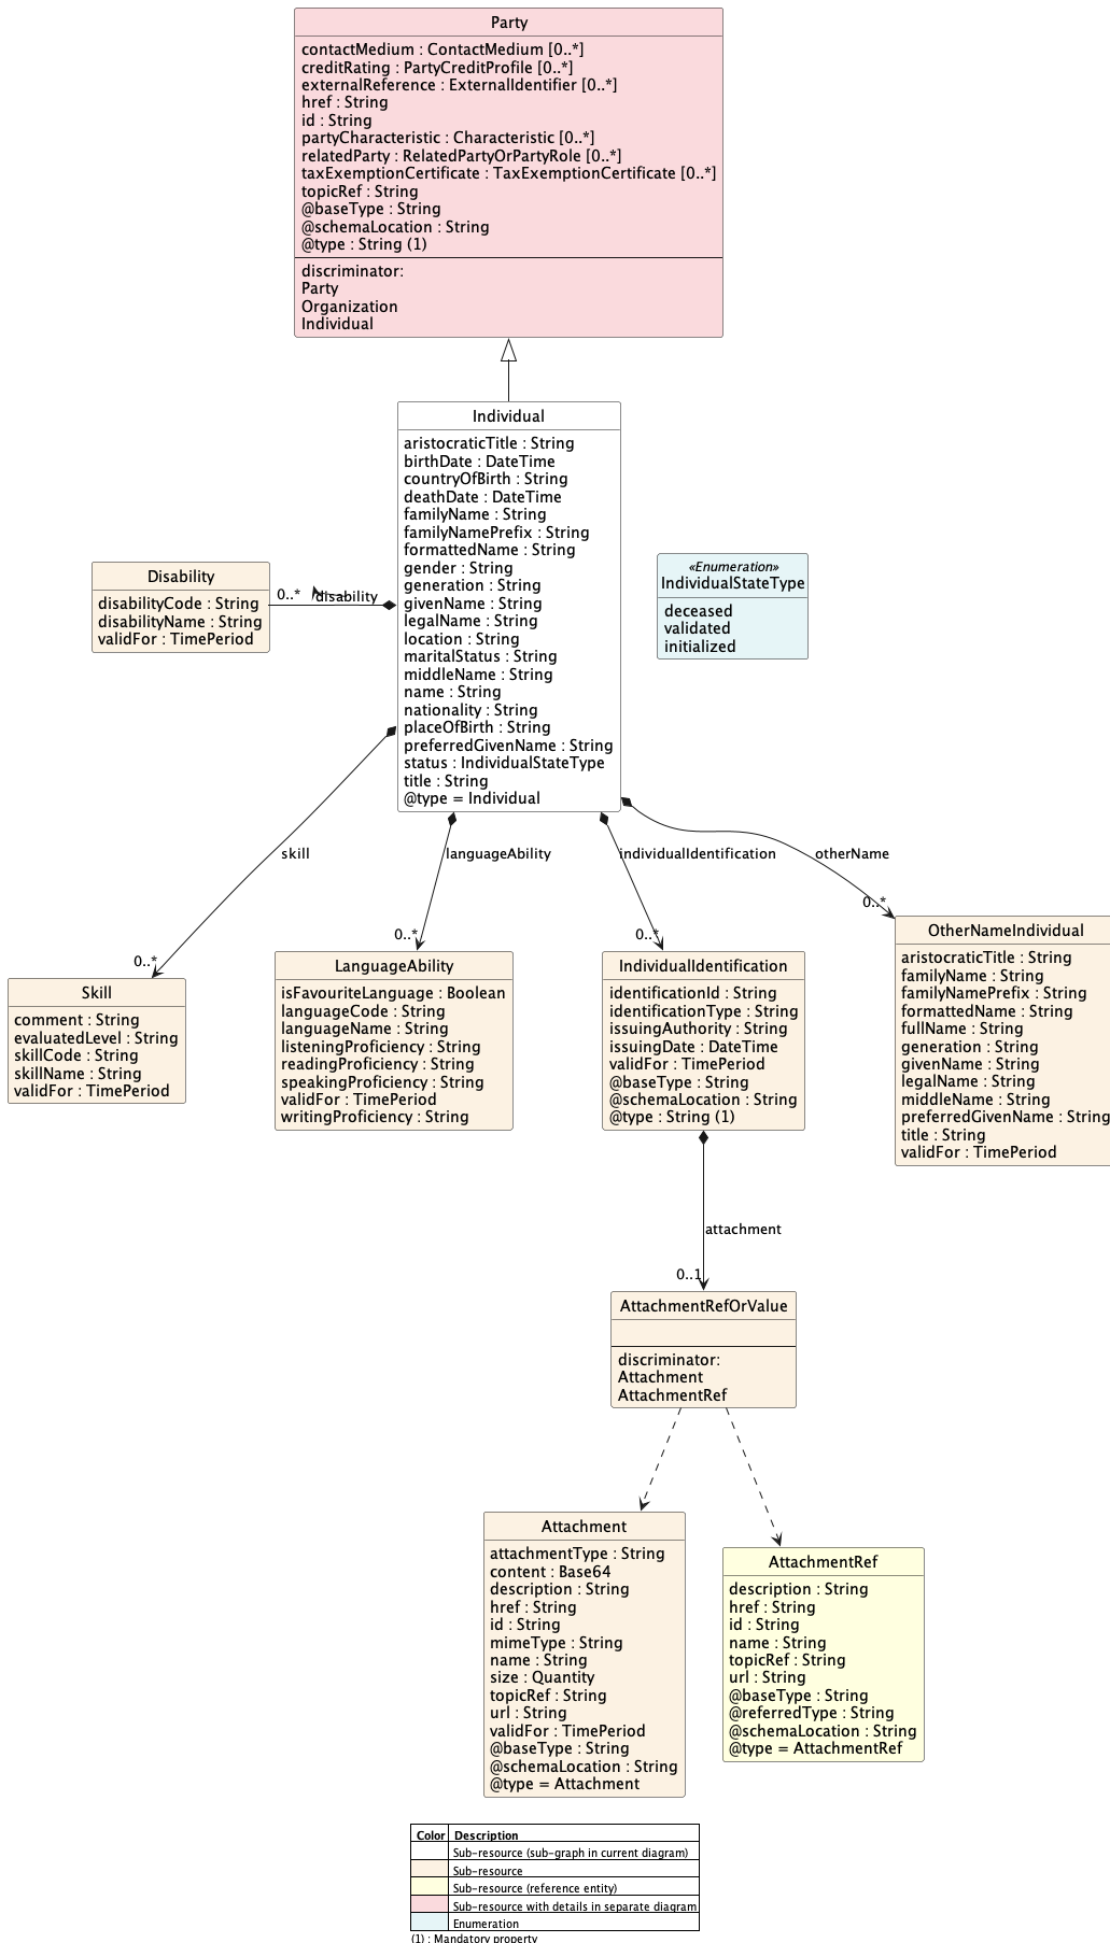 Party
contactMedium : ContactMedium [0..*]
creditRating : PartyCreditProfile [0..*]
externalReference : ExternalIdentifier [0..*]
href : String
id : String
partyCharacteristic : Characteristic [0..*]
relatedParty : RelatedPartyOrPartyRole [0..*]
taxExemptionCertificate : TaxExemptionCertificate [0..*]
topicRef : String
@baseType : String
@schemaLocation : String
@type : String (1)
discriminator:
Party
Organization
Individual
Individual
aristocraticTitle : String
birthDate : DateTime
countryOfBirth : String
deathDate : DateTime
familyName : String
familyNamePrefix : String
formattedName : String
gender : String
generation : String
givenName : String
legalName : String
location : String
maritalStatus : String
middleName : String
name : String
nationality : String
placeOfBirth : String
preferredGivenName : String
status : IndividualStateType
title : String
@type = Individual
Disability
disabilityCode : String
disabilityName : String
validFor : TimePeriod
0..*
disability
«Enumeration»
IndividualStateType
deceased
validated
initialized
skill
languageAbility
individualIdentification
otherName
0..*
0..*
0..*
0..*
Skill
comment : String
evaluatedLevel : String
skillCode : String
skillName : String
validFor : TimePeriod
LanguageAbility
isFavouriteLanguage : Boolean
languageCode : String
languageName : String
listeningProficiency : String
readingProficiency : String
speakingProficiency : String
validFor : TimePeriod
writingProficiency : String
IndividualIdentification
identificationId : String
identificationType : String
issuingAuthority : String
issuingDate : DateTime
validFor : TimePeriod
@baseType : String
@schemaLocation : String
@type : String (1)
OtherNameIndividual
aristocraticTitle : String
familyName : String
familyNamePrefix : String
formattedName : String
fullName : String
generation : String
givenName : String
legalName : String
middleName : String
preferredGivenName : String
title : String
validFor : TimePeriod
attachment
0..1
AttachmentRefOrValue
discriminator:
Attachment
AttachmentRef
Attachment
attachmentType : String
content : Base64
description : String
href : String
id : String
mimeType : String
name : String
size : Quantity
topicRef : String
url : String
validFor : TimePeriod
@baseType : String
@schemaLocation : String
@type = Attachment
AttachmentRef
description : String
href : String
id : String
name : String
topicRef : String
url : String
@baseType : String
@referredType : String
@schemaLocation : String
@type = AttachmentRef
Color Description
Sub-resource (sub-graph in current diagram)
Sub-resource
Sub-resource (reference entity)
Sub-resource with details in separate diagram
Enumeration
(1) : Mandatory property